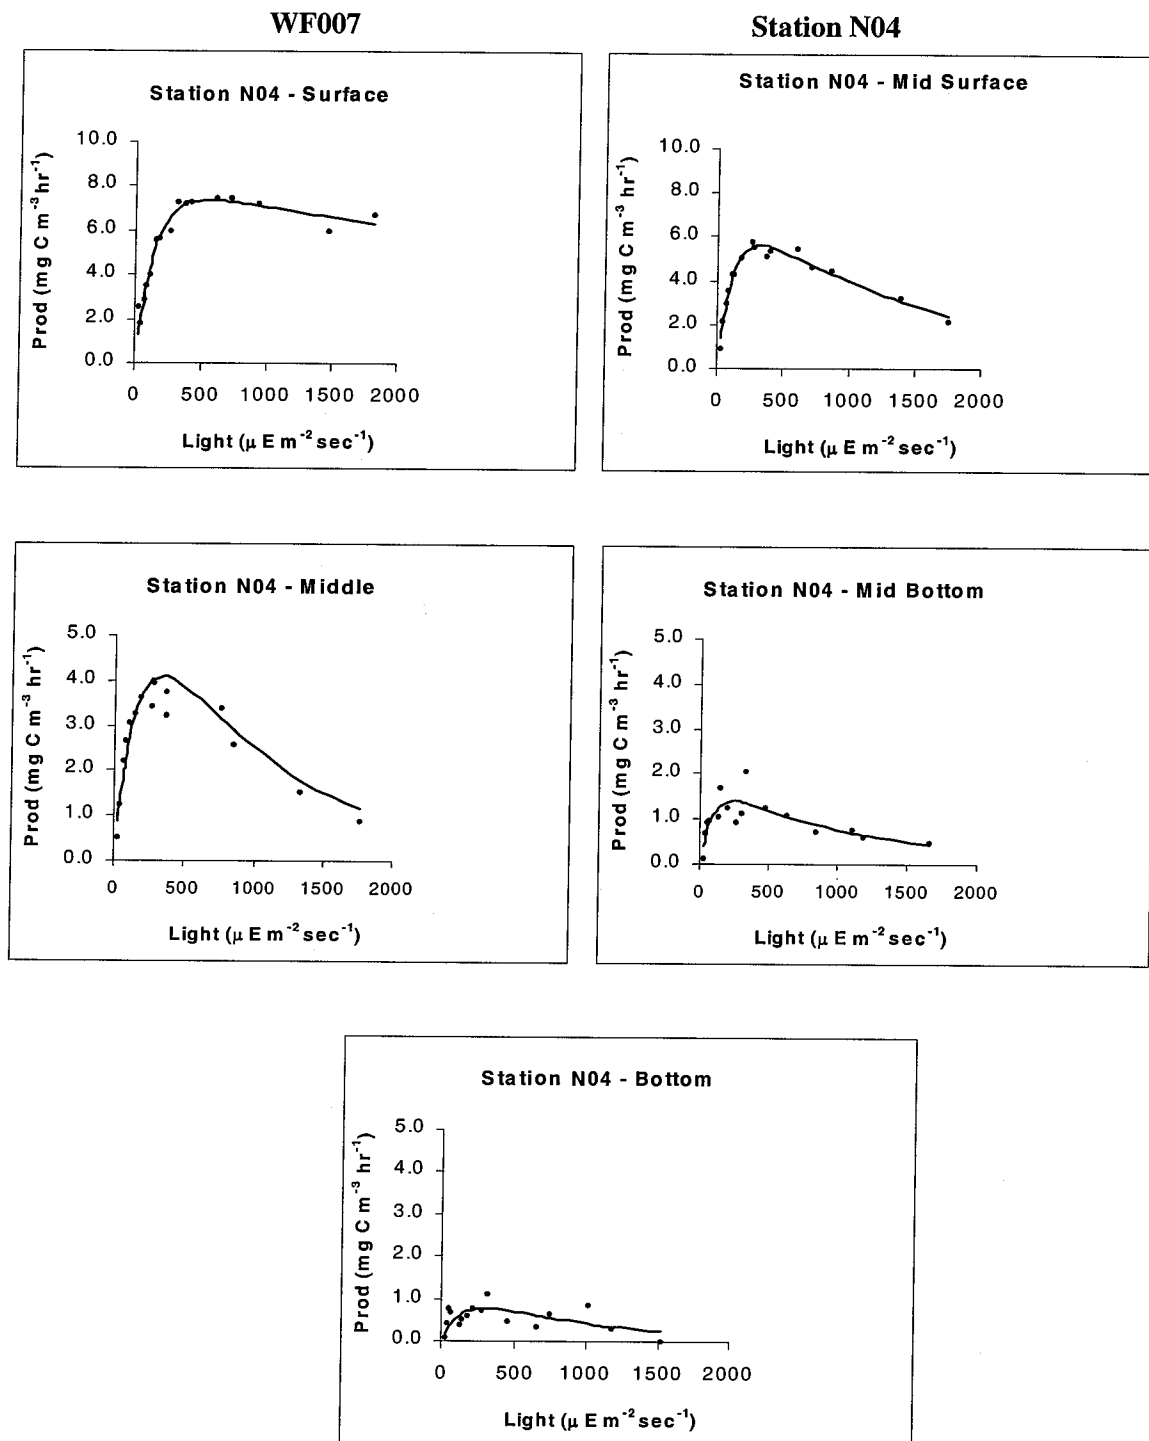 WF007
Station N04
Station N04 - Surface
Prod (mg C m⁻³ hr⁻¹)
10.0
8.0
6.0
4.0
2.0
0.0
0 500 1000 1500 2000
Light (μ E m⁻² sec⁻¹)
Station N04 - Mid Surface
Prod (mg C m⁻³ hr⁻¹)
10.0
8.0
6.0
4.0
2.0
0.0
0 500 1000 1500 2000
Light (μ E m⁻² sec⁻¹)
Station N04 - Middle
Prod (mg C m⁻³ hr⁻¹)
5.0
4.0
3.0
2.0
1.0
0.0
0 500 1000 1500 2000
Light (μ E m⁻² sec⁻¹)
Station N04 - Mid Bottom
Prod (mg C m⁻³ hr⁻¹)
5.0
4.0
3.0
2.0
1.0
0.0
0 500 1000 1500 2000
Light (μ E m⁻² sec⁻¹)
Station N04 - Bottom
Prod (mg C m⁻³ hr⁻¹)
5.0
4.0
3.0
2.0
1.0
0.0
0 500 1000 1500 2000
Light (μ E m⁻² sec⁻¹)